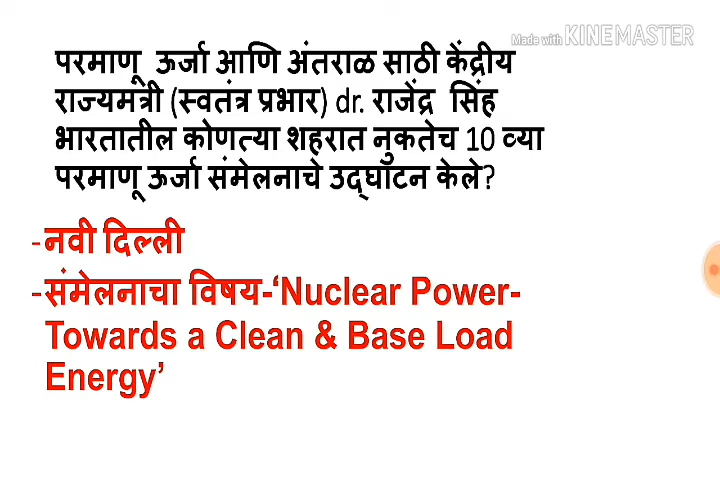 Made with KINEMASTER
परमाणू ऊर्जा आणि अंतराळ साठी केंद्रीय
राज्यमंत्री (स्वतंत्र प्रभार) dr. राजेंद्र सिंह
भारतातील कोणत्या शहरात नुकतेच 10 व्या
परमाणू ऊर्जा संमेलनाचे उद्घाटन केले?
-नवी दिल्ली
-संमेलनाचा विषय-‘Nuclear Power-
Towards a Clean & Base Load
Energy’